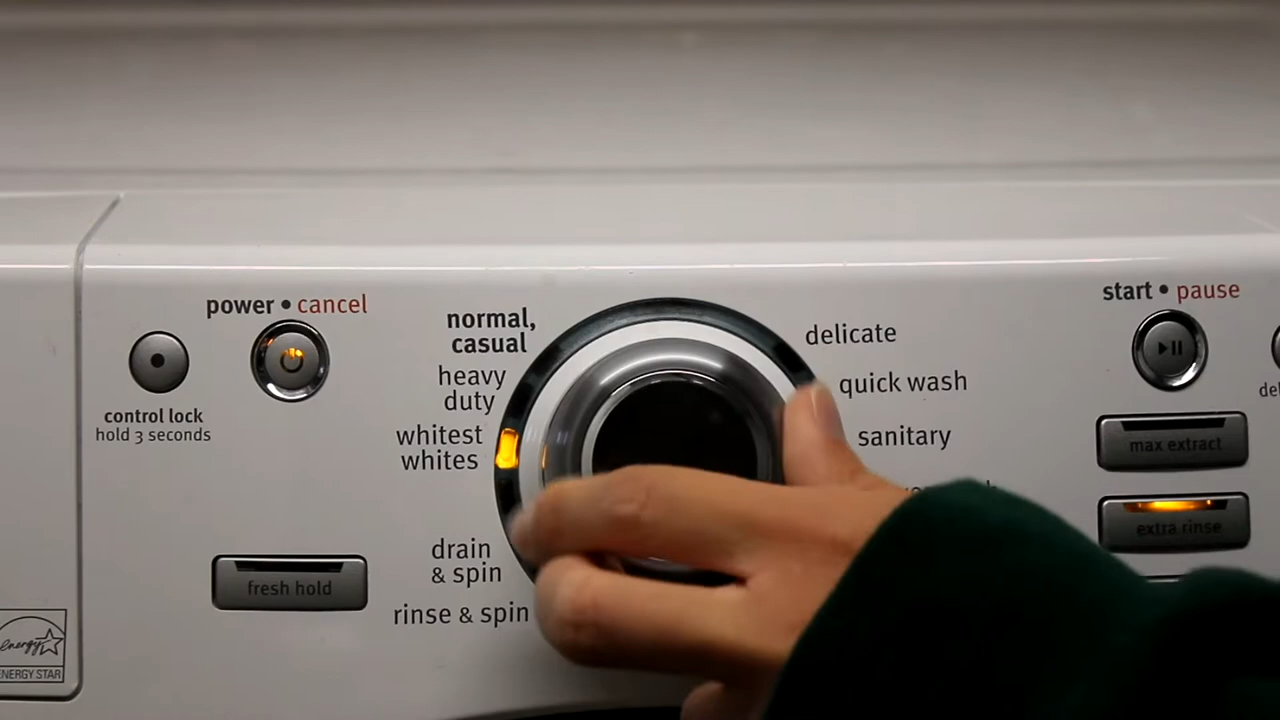 power • cancel
control lock
hold 3 seconds
fresh hold
energy
ENERGY STAR
normal,
casual
heavy
duty
whitest
whites
drain
& spin
rinse & spin
delicate
quick wash
sanitary
start • pause
max extract
extra rinse